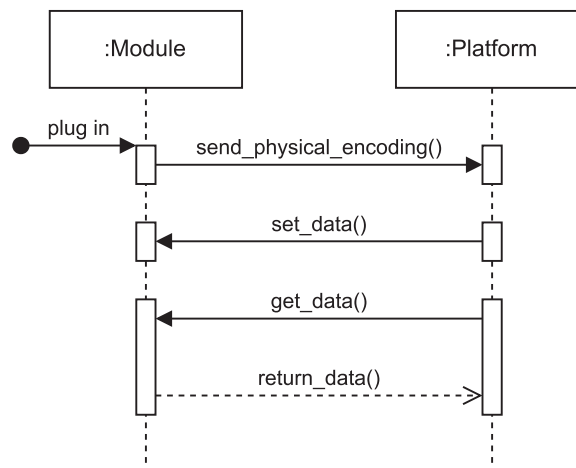 :Module
:Platform
plug in
send_physical_encoding()
set_data()
get_data()
return_data()